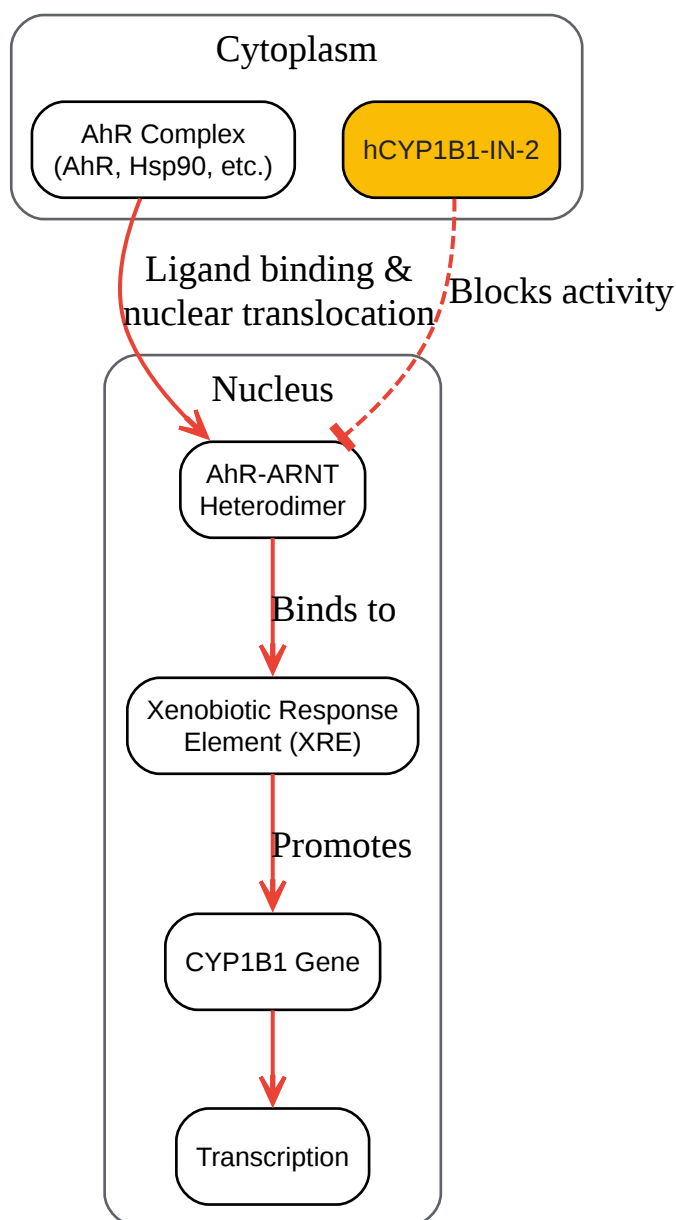 Cytoplasm
AhR Complex
(AhR, Hsp90, etc.)
hCYP1B1-IN-2
Ligand binding &
nuclear translocation
Blocks activity
Nucleus
AhR-ARNT
Heterodimer
Binds to
Xenobiotic Response
Element (XRE)
Promotes
CYP1B1 Gene
Transcription